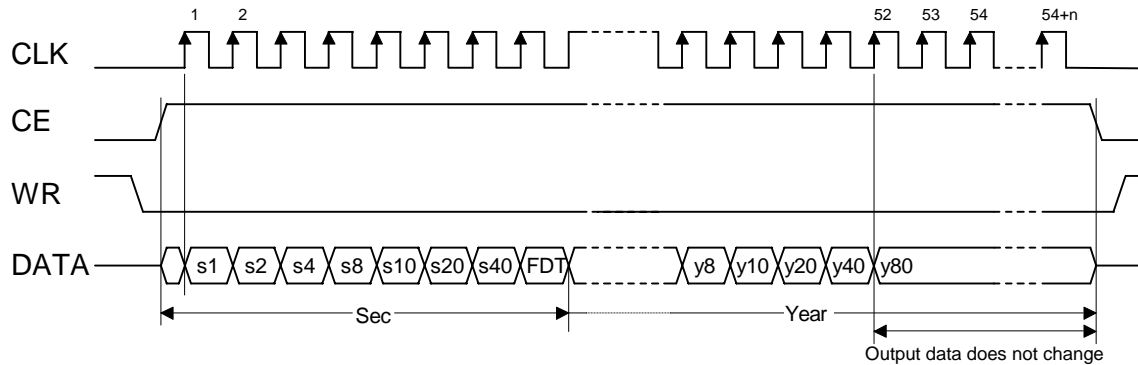 1 2 52 53 54 54+n
CLK
CE
WR
DATA s1 s2 s4 s8 s10 s20 s40 FDT y8 y10 y20 y40 y80
Sec Year
Output data does not change